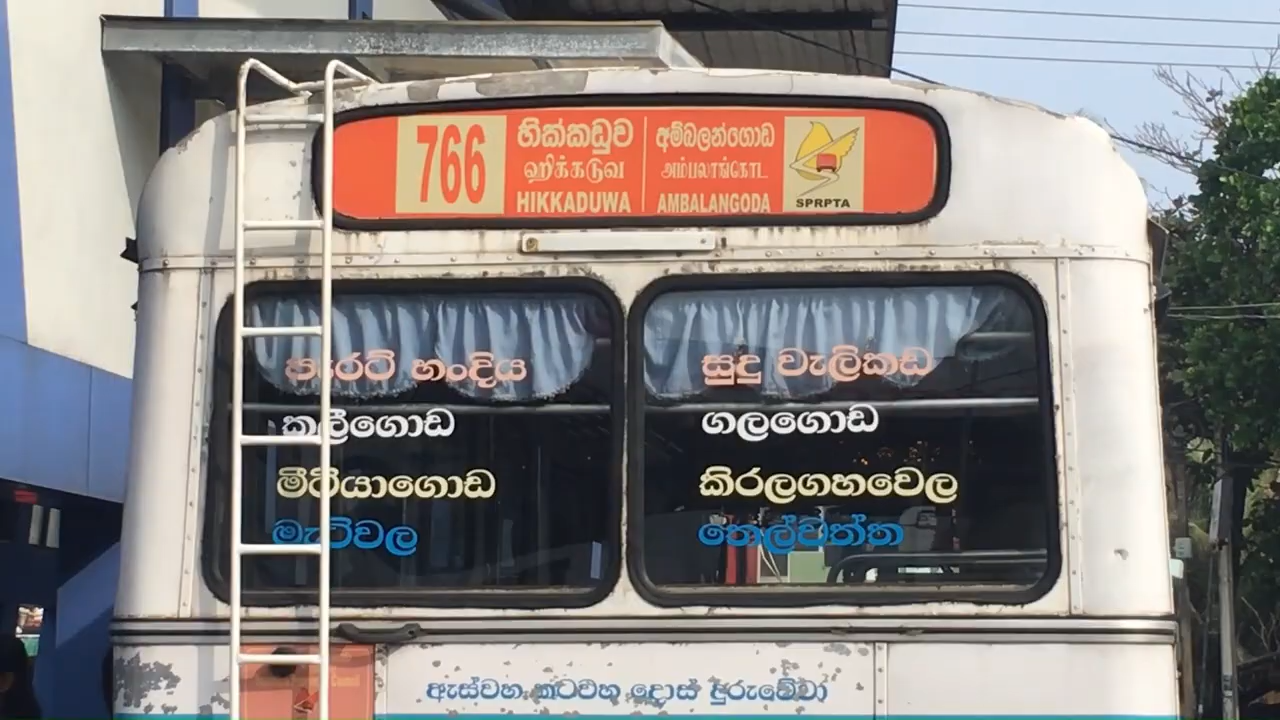 766
හික්කඩුව
ஹிக்கடுவ
HIKKADUWA
අම්බලන්ගොඩ
அம்பலாங்கொட
AMBALANGODA
SPRPTA
හංදිය
කලීගොඩ
මීටියාගොඩ
මැටිවල
සුදු වැලිකඩ
ගලගොඩ
කිරලගහවෙල
තෙල්වත්ත
ඇස්වහ කටවහ දොස් දුරුවේවා